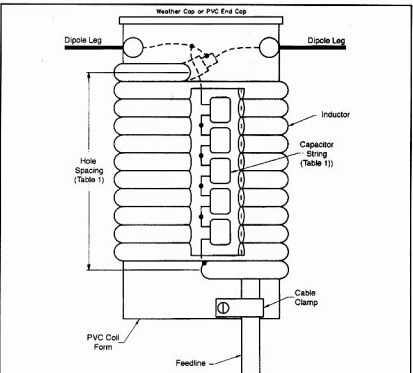 Weather Cap or PVC End Cap
Dipole Leg
Dipole Leg
Inductor
Capacitor
String
(Table 1))
Hole
Spacing
(Table 1)
Cable
Clamp
PVC Coil
Form
Feedline